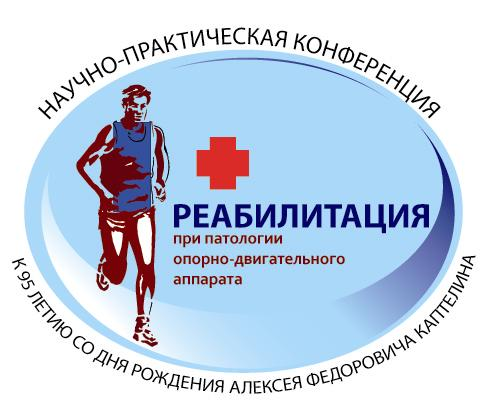 НАУЧНО-ПРАКТИЧЕСКАЯ КОНФЕРЕНЦИЯ
РЕАБИЛИТАЦИЯ
при патологии
опорно-двигательного
аппарата
К 95 ЛЕТИЮ СО ДНЯ РОЖДЕНИЯ АЛЕКСЕЯ ФЕДОРОВИЧА КАПТЕЛИНА